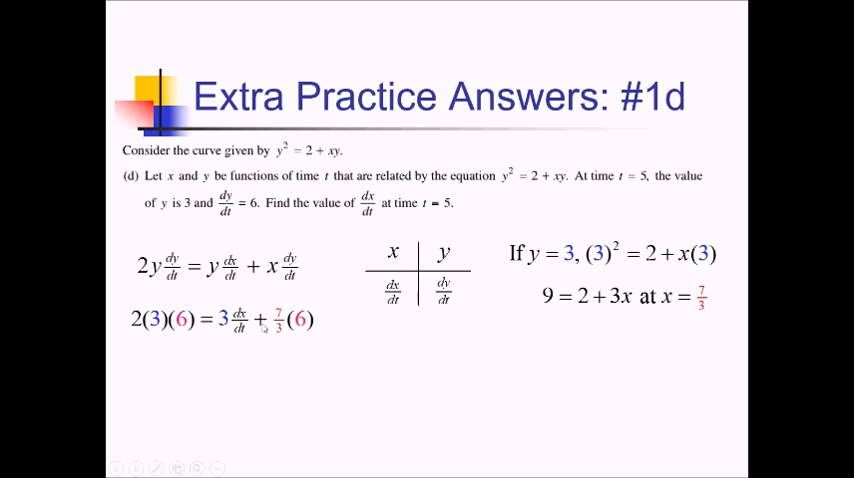 Extra Practice Answers: #1d
Consider the curve given by y² = 2 + xy.
(d) Let x and y be functions of time t that are related by the equation y² = 2 + xy. At time t = 5, the value
of y is 3 and dy/dt = 6. Find the value of dx/dt at time t = 5.
2y dy/dt = y dx/dt + x dy/dt
2(3)(6) = 3 dx/dt + 7/3 (6)
x y
dx/dt dy/dt
If y = 3, (3)² = 2 + x(3)
9 = 2 + 3x at x = 7/3